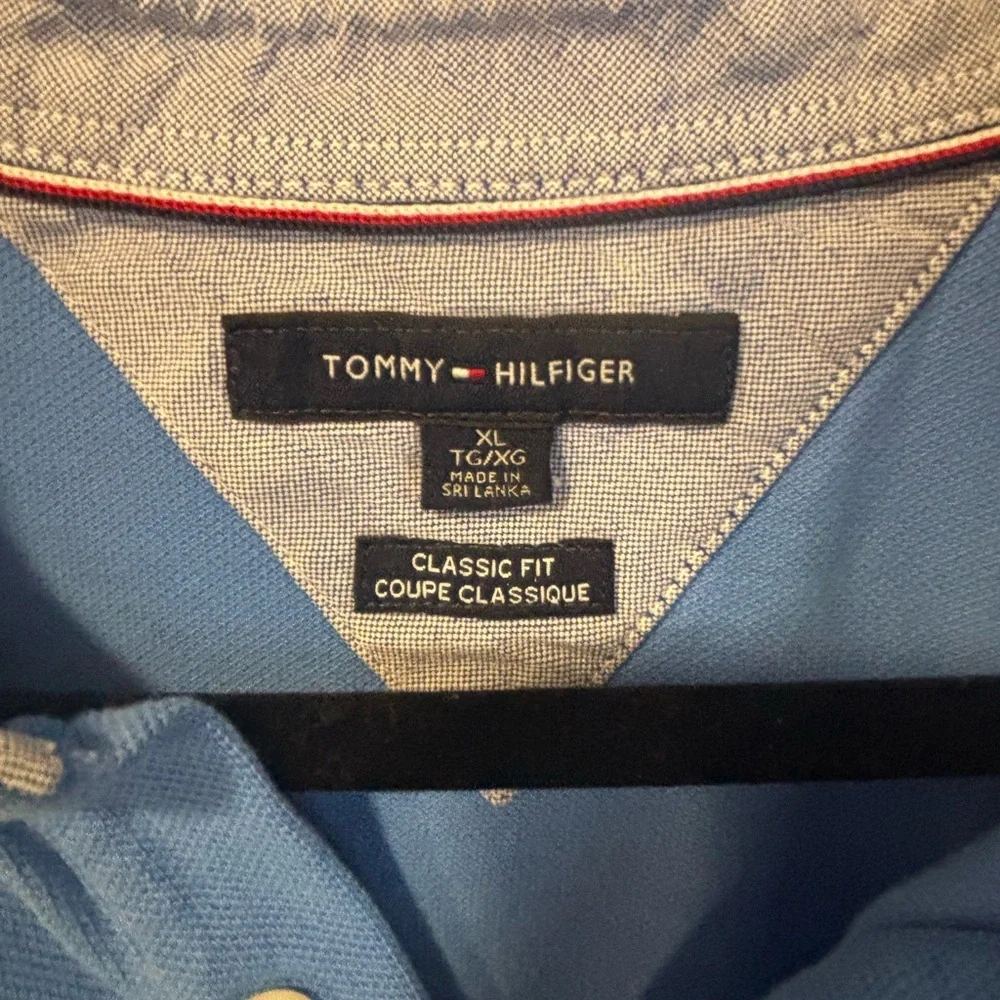 TOMMY HILFIGER
XL
TG/XG
MADE IN
SRI LANKA
CLASSIC FIT
COUPE CLASSIQUE